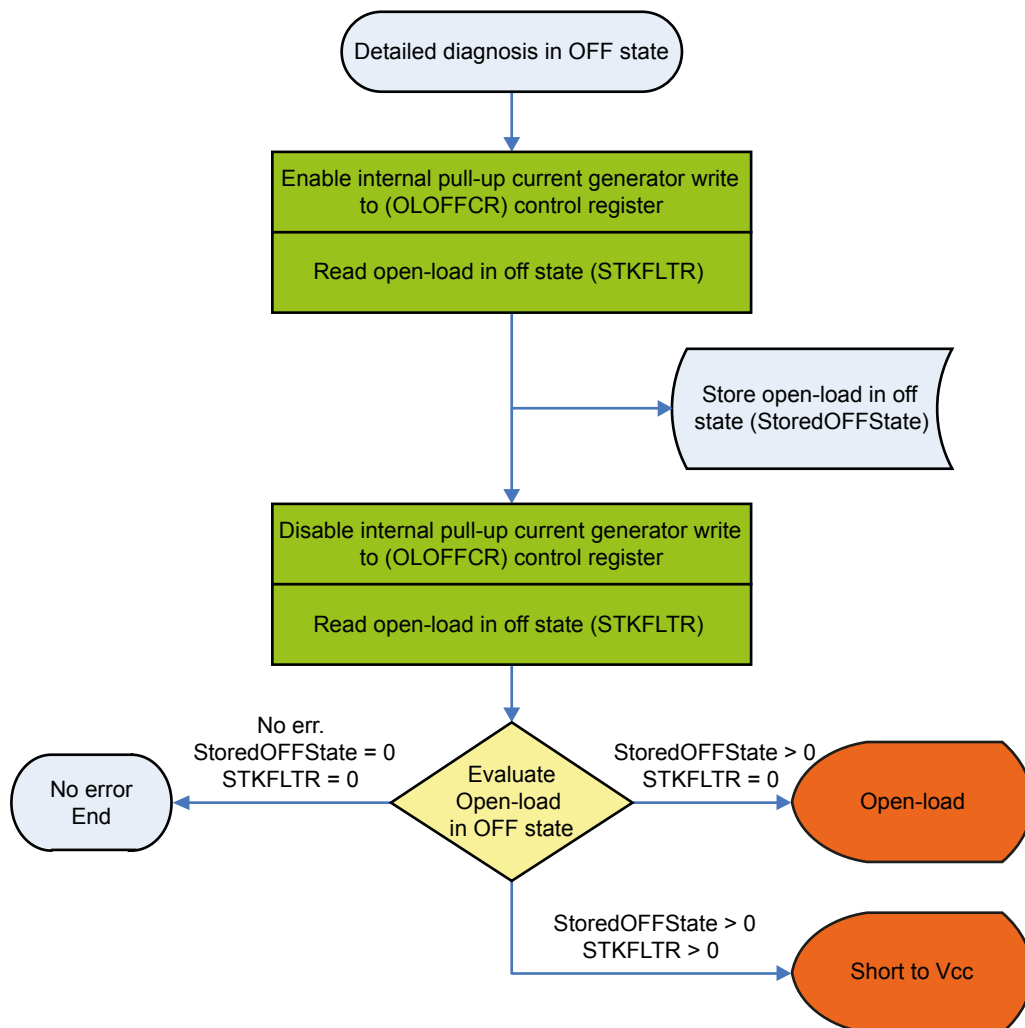 Detailed diagnosis in OFF state
Enable internal pull-up current generator write
to (OLOFFCR) control register
Read open-load in off state (STKFLTR)
Store open-load in off
state (StoredOFFState)
Disable internal pull-up current generator write
to (OLOFFCR) control register
Read open-load in off state (STKFLTR)
No err.
StoredOFFState = 0
STKFLTR = 0
No error
End
Evaluate
Open-load
in OFF state
StoredOFFState > 0
STKFLTR = 0
Open-load
StoredOFFState > 0
STKFLTR > 0
Short to Vcc